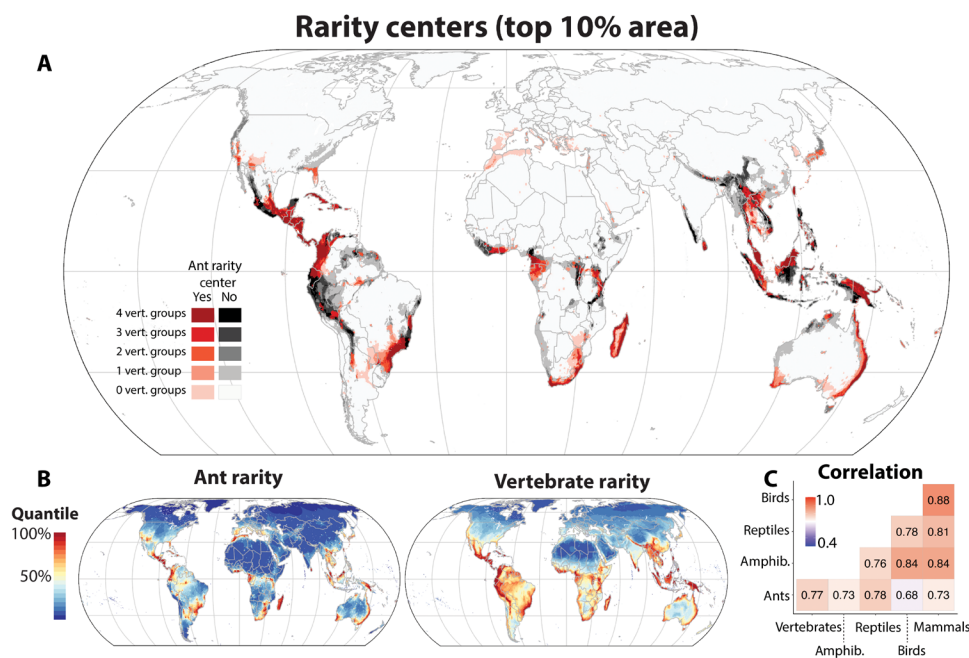 Rarity centers (top 10% area)
A
Ant rarity
center
Yes No
4 vert. groups
3 vert. groups
2 vert. groups
1 vert. group
0 vert. groups
B
Ant rarity
Vertebrate rarity
Quantile
100%
50%
C
Correlation
1.0
0.4
Birds
0.88
Reptiles
0.78 0.81
Amphib.
0.76 0.84 0.84
Ants
0.77 0.73 0.78 0.68 0.73
Vertebrates Reptiles Mammals
Amphib. Birds